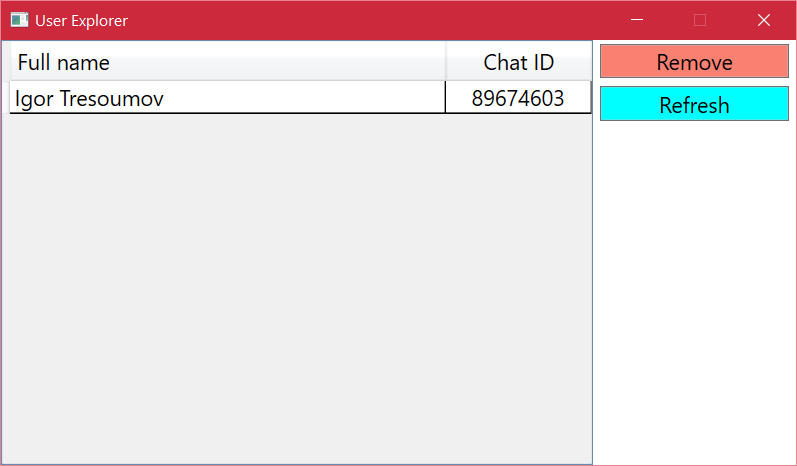 User Explorer
Full name Chat ID
Igor Tresoumov 89674603
Remove
Refresh